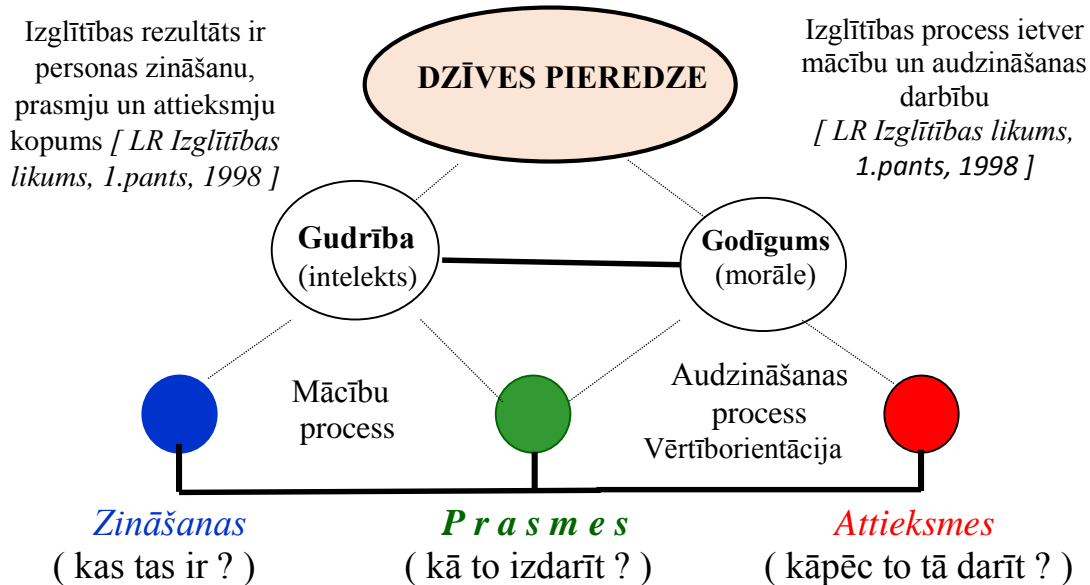 Izglītības rezultāts ir
personas zināšanu,
prasmju un attieksmju
kopums [ LR Izglītības
likums, 1.pants, 1998 ]
DZĪVES PIEREDZE
Izglītības process ietver
mācību un audzināšanas
darbību
[ LR Izglītības likums,
1.pants, 1998 ]
Gudrība
(intelekts)
Godīgums
(morāle)
Mācību
process
Audzināšanas
process
Vērtīborientācija
Zināšanas
( kas tas ir ? )
P r a s m e s
( kā to izdarīt ? )
Attieksmes
( kāpēc to tā darīt ? )